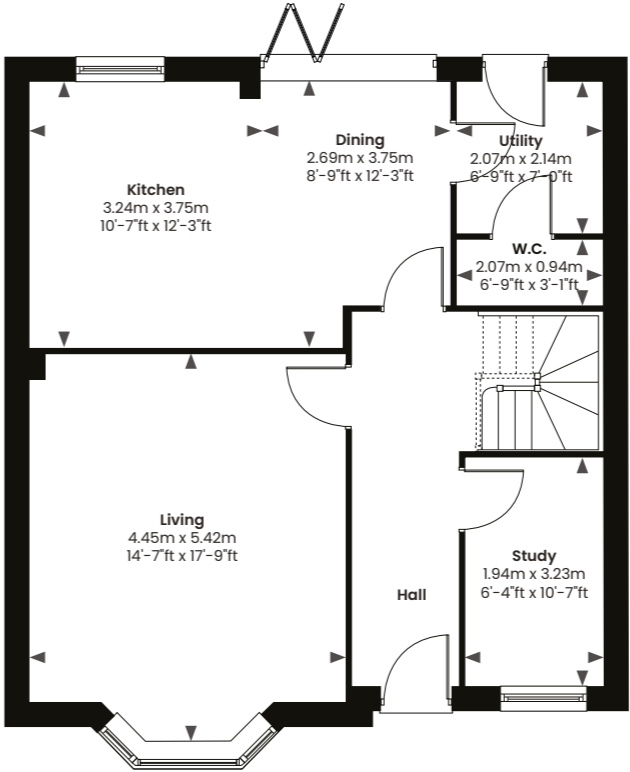 Dining
2.69m x 3.75m
8'-9"ft x 12'-3"ft
Utility
2.07m x 2.14m
6'-9"ft x 7'-0"ft
Kitchen
3.24m x 3.75m
10'-7"ft x 12'-3"ft
W.C.
2.07m x 0.94m
6'-9"ft x 3'-1"ft
Living
4.45m x 5.42m
14'-7"ft x 17'-9"ft
Study
1.94m x 3.23m
6'-4"ft x 10'-7"ft
Hall